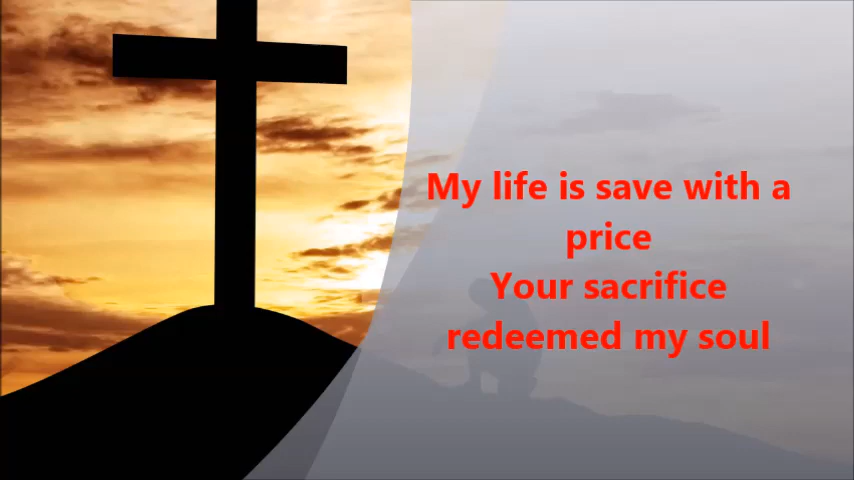 My life is save with a
price
Your sacrifice
redeemed my soul